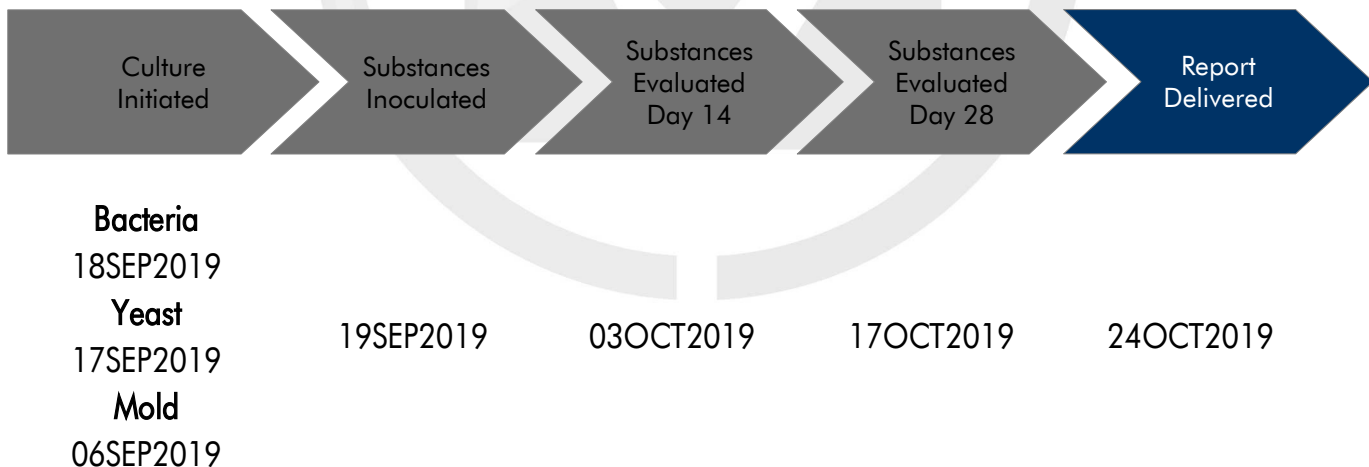 Culture
Initiated
Substances
Inoculated
Substances
Evaluated
Day 14
Substances
Evaluated
Day 28
Report
Delivered
Bacteria
18SEP2019
Yeast
17SEP2019
Mold
06SEP2019
19SEP2019
03OCT2019
17OCT2019
24OCT2019